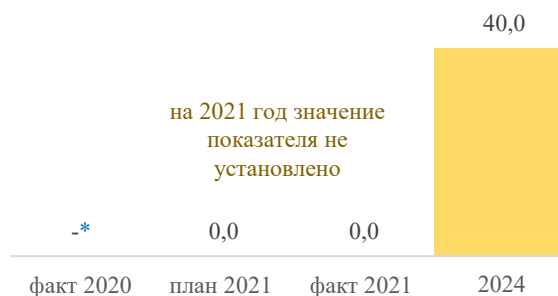 40,0
на 2021 год значение
показателя не
установлено
-*
0,0
0,0
факт 2020
план 2021
факт 2021
2024